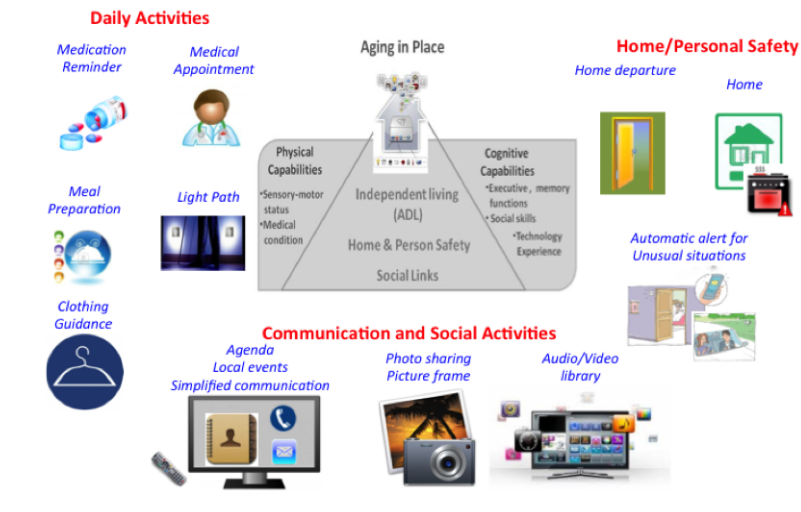 Daily Activities
Medication
Reminder
Medical
Appointment
Meal
Preparation
Light Path
Clothing
Guidance
Aging in Place
Physical
Capabilities
•Sensory-motor
status
•Medical
condition
Independent living
(ADL)
Home & Person Safety
Social Links
Cognitive
Capabilities
•Executive, memory
functions
• Social skills
•Technology
Experience
Home/Personal Safety
Home departure
Home
SSS
Automatic alert for
Unusual situations
Communication and Social Activities
Agenda
Local events
Simplified communication
Photo sharing
Picture frame
Audio/Video
library